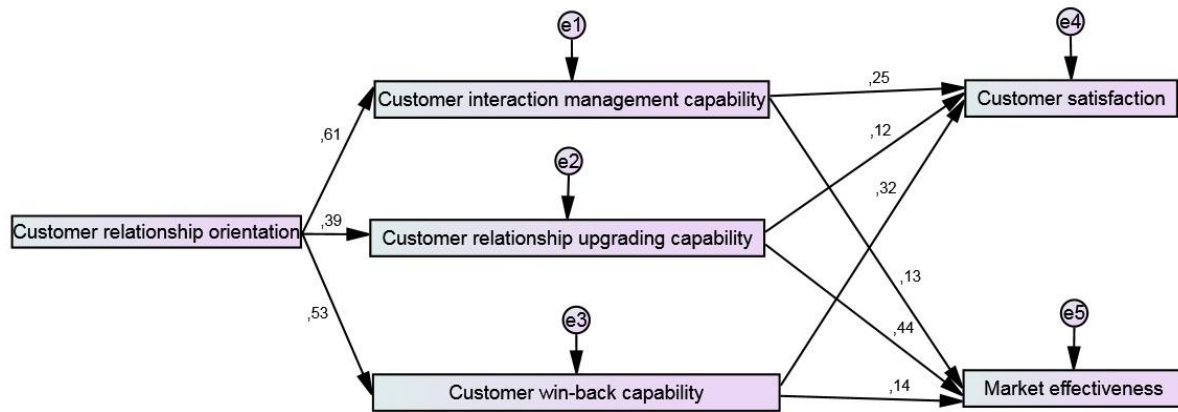 e1
e4
Customer interaction management capability
,25
Customer satisfaction
,61
,12
e2
,32
Customer relationship orientation
,39
Customer relationship upgrading capability
,13
,53
e3
,44
e5
Customer win-back capability
,14
Market effectiveness